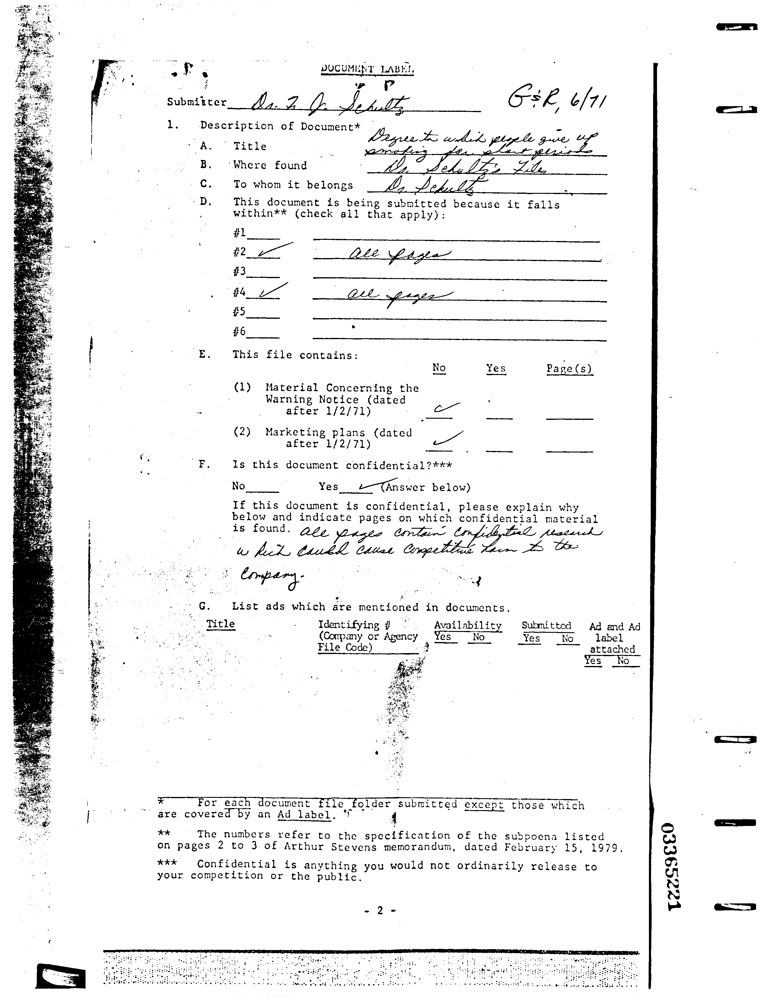 DOCUMENT LABEL
Submitter Dr. F. J. Schultz G&R, 6/71
1. Description of Document*
A. Title Degree to which people give up
smoking for short periods
B. Where found Dr. Schultz's Files
C. To whom it belongs Dr Schultz
D. This document is being submitted because it falls
within** (check all that apply):
#1
#2 ✓ all pages
#3
#4 ✓ all pages
#5
#6
E. This file contains:
No Yes Page(s)
(1) Material Concerning the
Warning Notice (dated
after 1/2/71) ✓
(2) Marketing plans (dated
after 1/2/71) ✓
F. Is this document confidential?***
No Yes ✓ (Answer below)
If this document is confidential, please explain why
below and indicate pages on which confidential material
is found. All pages contain confidential research
which could cause competitive harm to the
Company.
G. List ads which are mentioned in documents.
Title Identifying # Availability Submitted Ad and Ad
(Company or Agency Yes No Yes No label
File Code) attached
Yes No
* For each document file folder submitted except those which
are covered by an Ad label.
** The numbers refer to the specification of the subpoena listed
on pages 2 to 3 of Arthur Stevens memorandum, dated February 15, 1979.
*** Confidential is anything you would not ordinarily release to
your competition or the public.
- 2 -
03365221